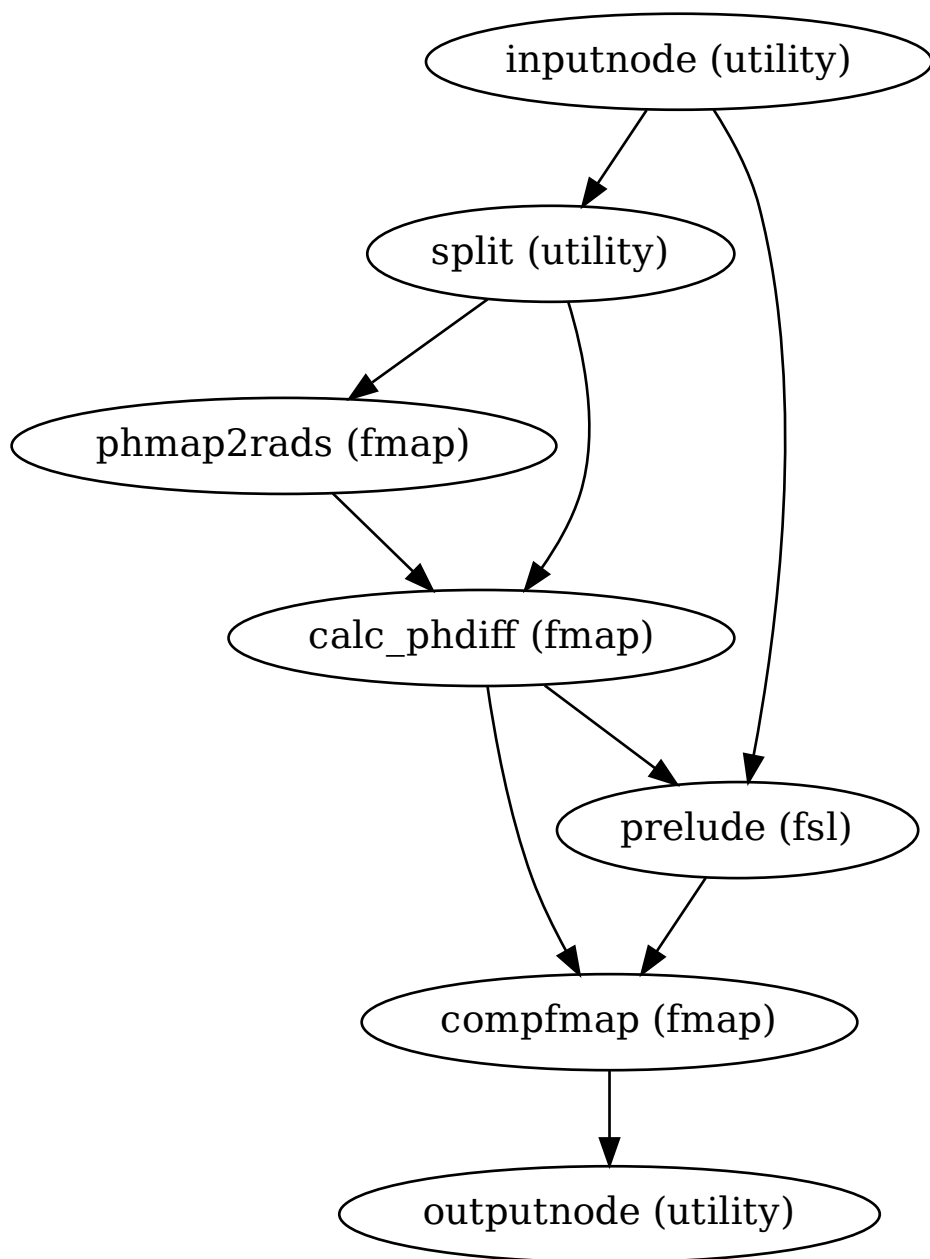 inputnode (utility)
split (utility)
phmap2rads (fmap)
calc_phdiff (fmap)
prelude (fsl)
compfmap (fmap)
outputnode (utility)